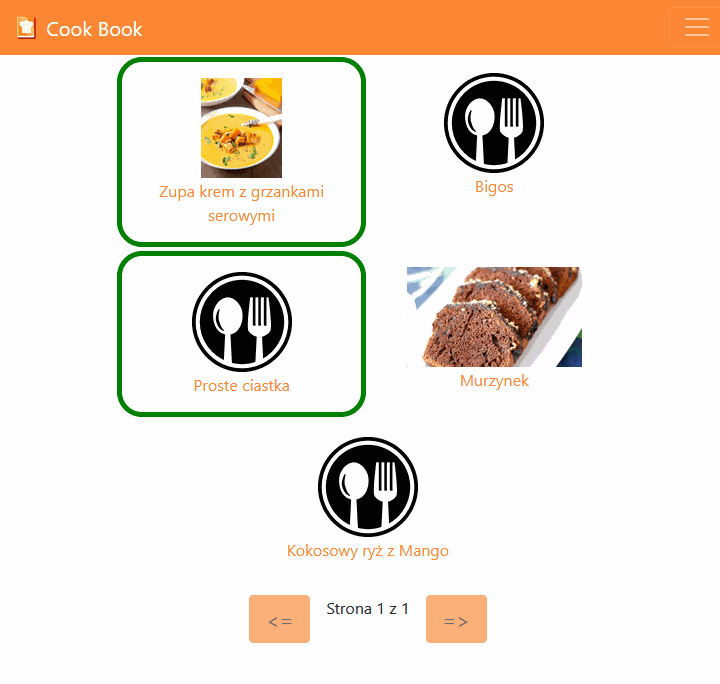 Cook Book
Zupa krem z grzankami
serowymi
Bigos
Proste ciastka
Murzynek
Kokosowy ryż z Mango
<=
Strona 1 z 1
=>